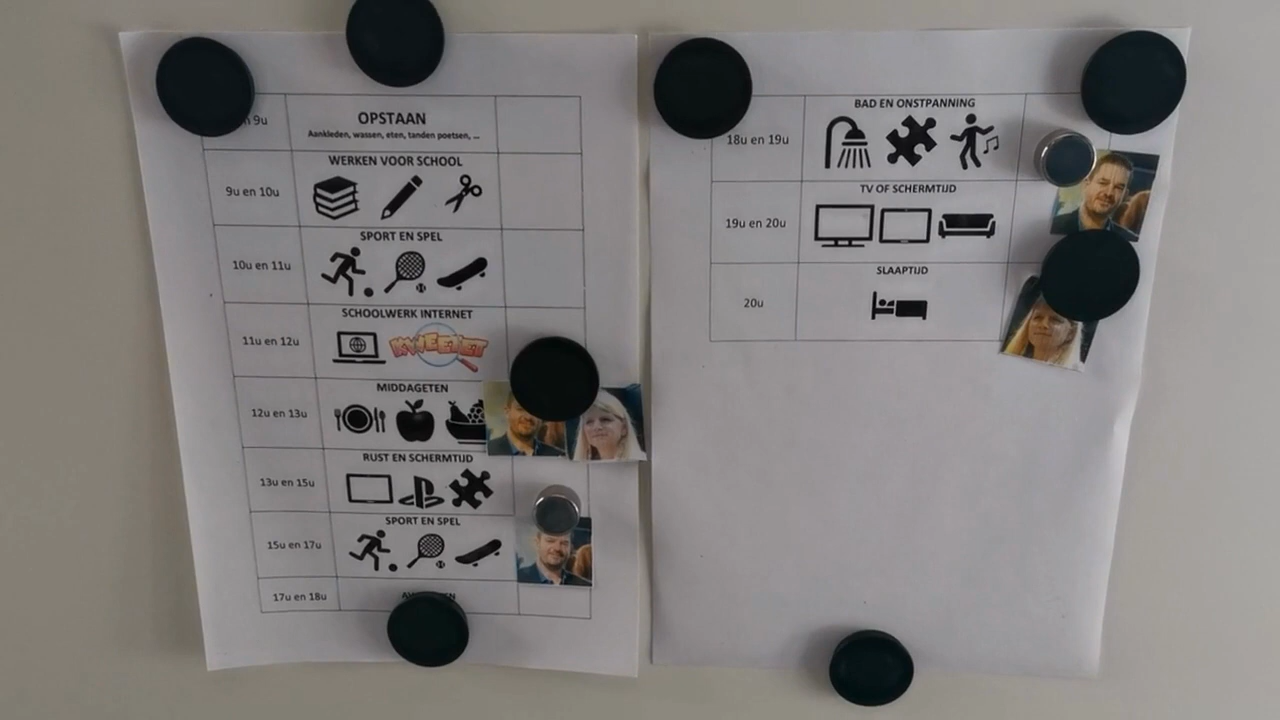 9u
OPSTAAN
Aankleden, wassen, eten, tanden poetsen, ...
WERKEN VOOR SCHOOL
9u en 10u
SPORT EN SPEL
10u en 11u
SCHOOLWERK INTERNET
11u en 12u
KWEETET
MIDDAGETEN
12u en 13u
RUST EN SCHERMTIJD
13u en 15u
SPORT EN SPEL
15u en 17u
17u en 18u
BAD EN ONSTPANNING
18u en 19u
TV OF SCHERMTIJD
19u en 20u
SLAAPTIJD
20u